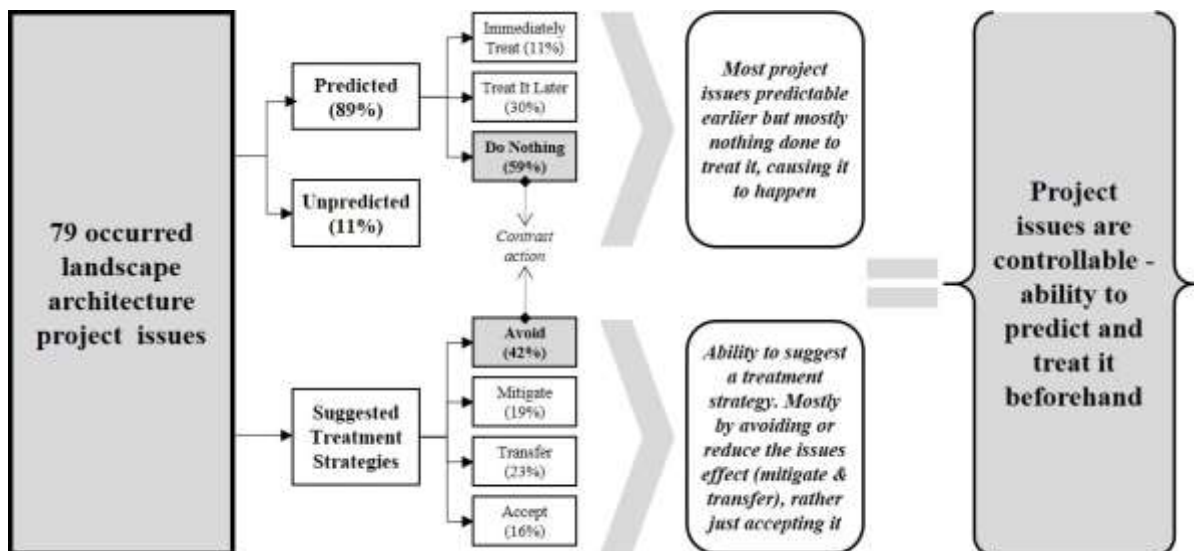 79 occurred
landscape
architecture
project issues
Predicted
(89%)
Unpredicted
(11%)
Immediately
Treat (11%)
Treat It Later
(30%)
Do Nothing
(59%)
Contrast
action
Suggested
Treatment
Strategies
Avoid
(42%)
Mitigate
(19%)
Transfer
(23%)
Accept
(16%)
Most project
issues predictable
earlier but mostly
nothing done to
treat it, causing it
to happen
Ability to suggest
a treatment
strategy. Mostly
by avoiding or
reduce the issues
effect (mitigate &
transfer), rather
just accepting it
Project
issues are
controllable -
ability to
predict and
treat it
beforehand